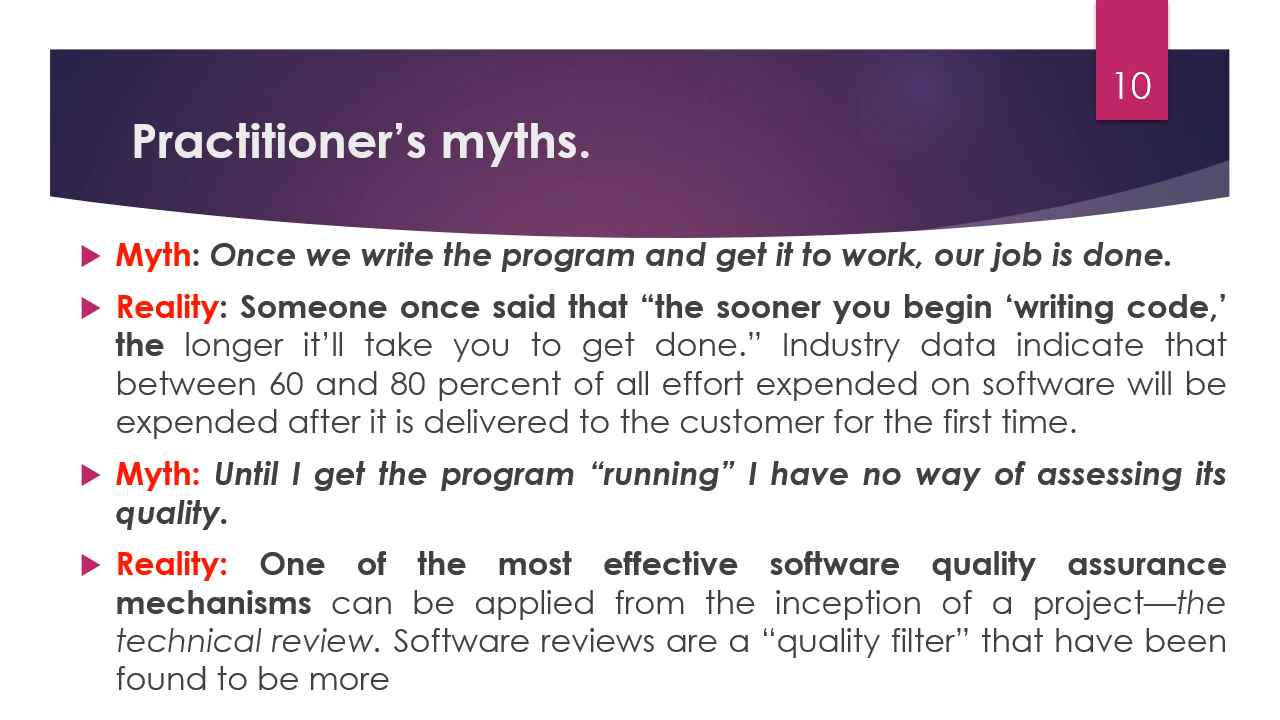 10
Practitioner’s myths.
Myth: Once we write the program and get it to work, our job is done.
Reality: Someone once said that “the sooner you begin ‘writing code,’
the longer it’ll take you to get done.” Industry data indicate that
between 60 and 80 percent of all effort expended on software will be
expended after it is delivered to the customer for the first time.
Myth: Until I get the program “running” I have no way of assessing its
quality.
Reality: One of the most effective software quality assurance
mechanisms can be applied from the inception of a project—the
technical review. Software reviews are a “quality filter” that have been
found to be more